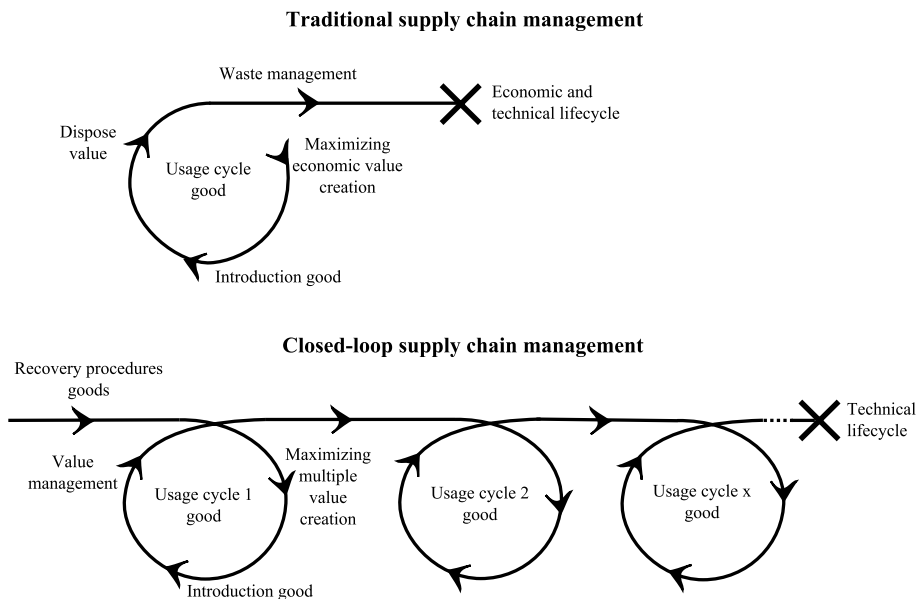 Traditional supply chain management
Waste management
Economic and
technical lifecycle
Dispose
value
Maximizing
economic value
creation
Usage cycle
good
Introduction good
Closed-loop supply chain management
Recovery procedures
goods
Technical
lifecycle
Value
management
Maximizing
multiple
value
creation
Usage cycle 1
good
Usage cycle 2
good
Usage cycle x
good
Introduction good